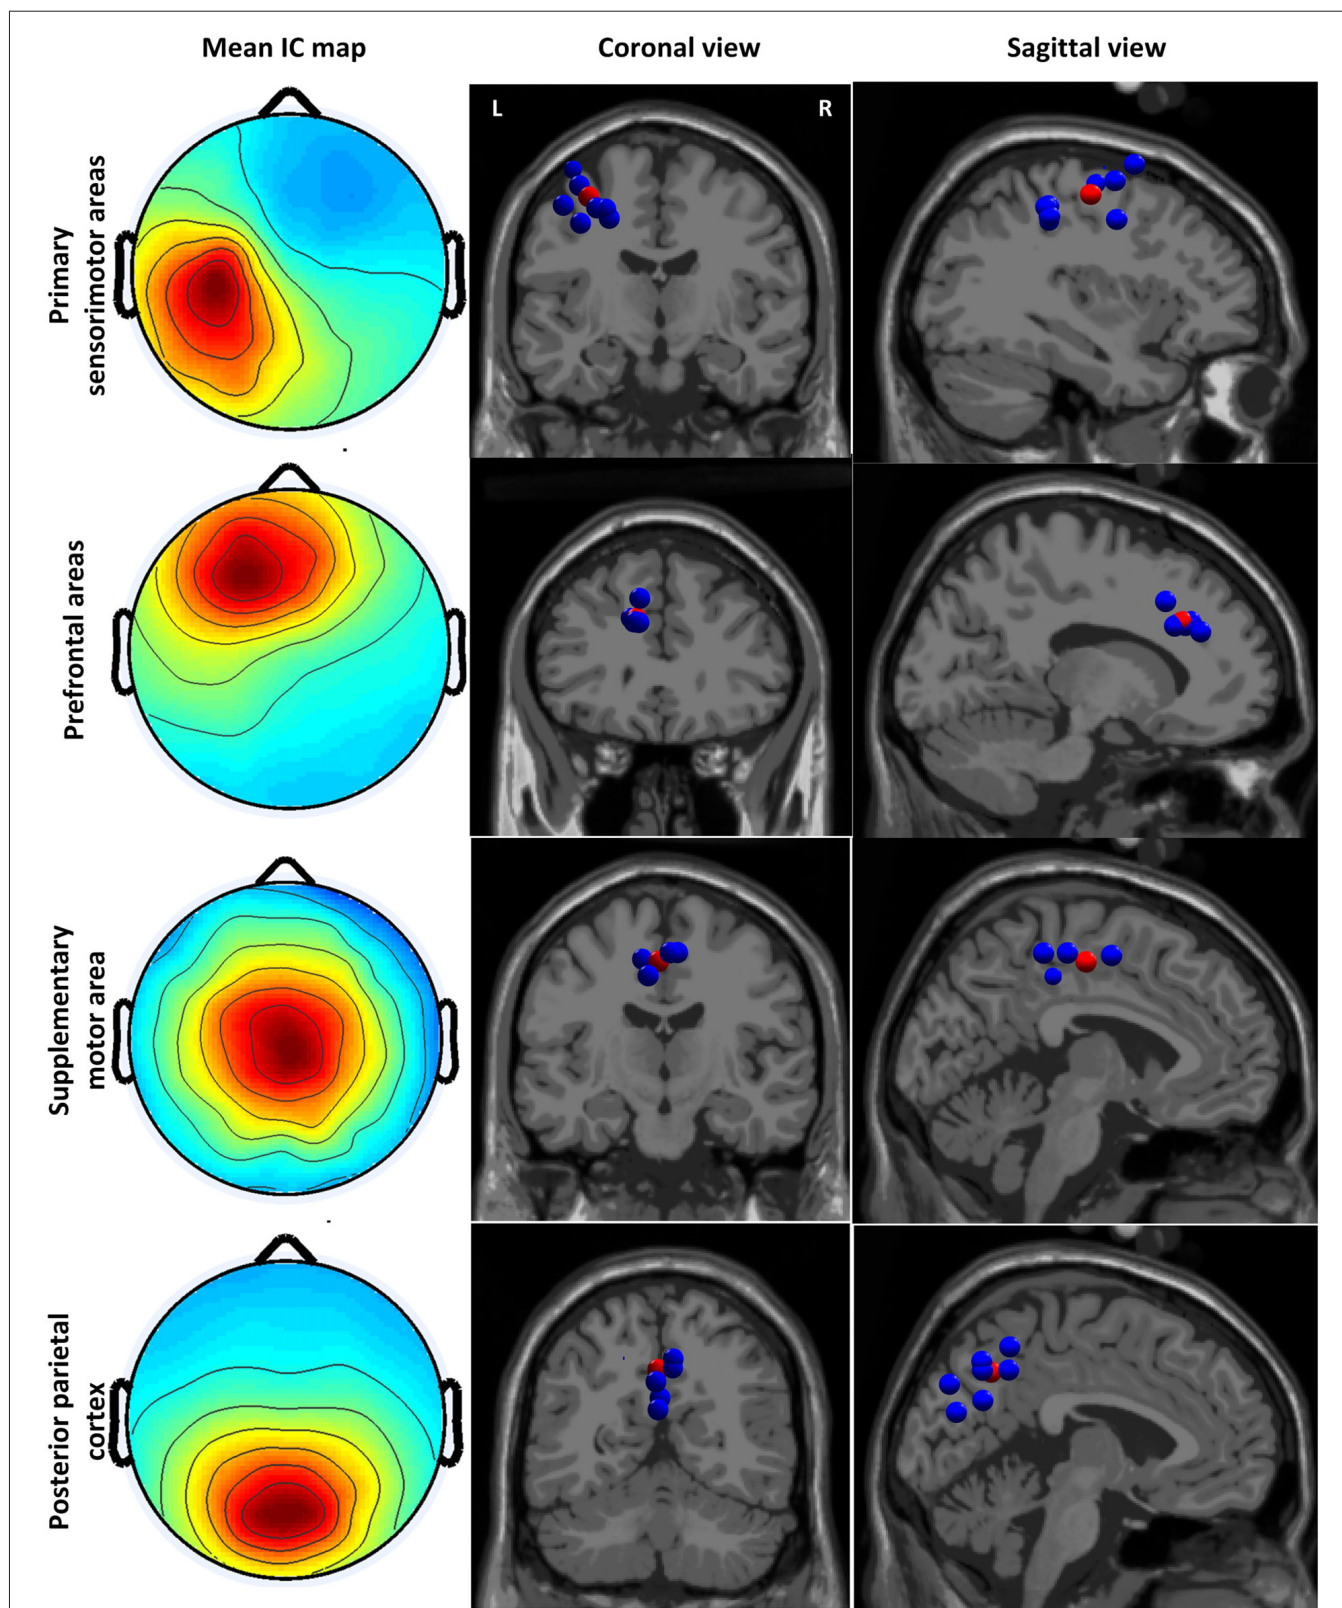 Mean IC map
Coronal view
Sagittal view
L
R
Primary
sensorimotor areas
Prefrontal areas
Supplementary
motor area
Posterior parietal
cortex